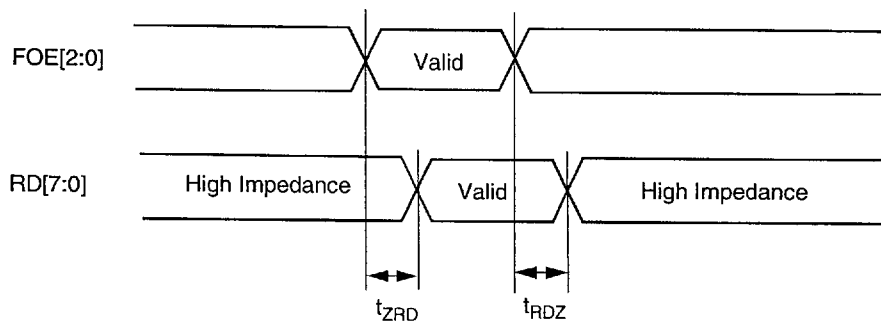 FOE[2:0]
Valid
RD[7:0]
High Impedance
Valid
High Impedance
tZRD
tRDZ